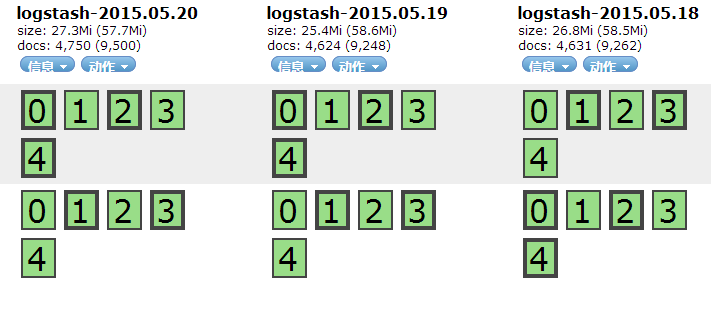 logstash-2015.05.20 logstash-2015.05.19 logstash-2015.05.18
size: 27.3Mi (57.7Mi) size: 25.4Mi (58.6Mi) size: 26.8Mi (58.5Mi)
docs: 4,750 (9,500) docs: 4,624 (9,248) docs: 4,631 (9,262)
信息 动作 信息 动作 信息 动作
0 1 2 3 0 1 2 3 0 1 2 3
4 4 4
0 1 2 3 0 1 2 3 0 1 2 3
4 4 4